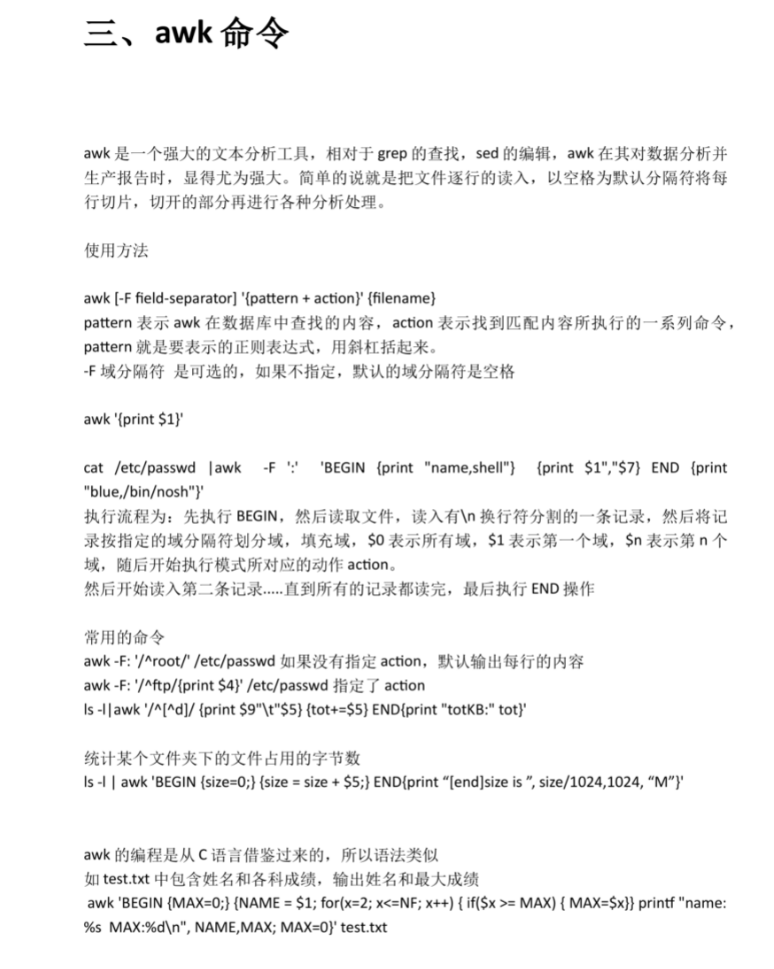 三、awk 命令
awk 是一个强大的文本分析工具，相对于 grep 的查找，sed 的编辑，awk 在其对数据分析并
生产报告时，显得尤为强大。简单的说就是把文件逐行的读入，以空格为默认分隔符将每
行切片，切开的部分再进行各种分析处理。
使用方法
awk [-F field-separator] '{pattern + action}' {filename}
pattern 表示 awk 在数据库中查找的内容，action 表示找到匹配内容所执行的一系列命令，
pattern 就是要表示的正则表达式，用斜杠括起来。
-F 域分隔符 是可选的，如果不指定，默认的域分隔符是空格
awk '{print $1}'
cat /etc/passwd |awk -F ':' 'BEGIN {print "name,shell"} {print $1","$7} END {print
"blue,/bin/nosh"}'
执行流程为：先执行 BEGIN，然后读取文件，读入有\n 换行符分割的一条记录，然后将记
录按指定的域分隔符划分域，填充域，$0 表示所有域，$1 表示第一个域，$n 表示第 n 个
域，随后开始执行模式所对应的动作 action。
然后开始读入第二条记录.....直到所有的记录都读完，最后执行 END 操作
常用的命令
awk -F: '/^root/' /etc/passwd 如果没有指定 action，默认输出每行的内容
awk -F: '/^ftp/{print $4}' /etc/passwd 指定了 action
ls -l|awk '/^[^d]/ {print $9"\t"$5} {tot+=$5} END{print "totKB:" tot}'
统计某个文件夹下的文件占用的字节数
ls -l | awk 'BEGIN {size=0;} {size = size + $5;} END{print “[end]size is ”, size/1024,1024, “M”}'
awk 的编程是从 C 语言借鉴过来的，所以语法类似
如 test.txt 中包含姓名和各科成绩，输出姓名和最大成绩
awk 'BEGIN {MAX=0;} {NAME = $1; for(x=2; x<=NF; x++) { if($x >= MAX) { MAX=$x}} printf "name:
%s MAX:%d\n", NAME,MAX; MAX=0}' test.txt